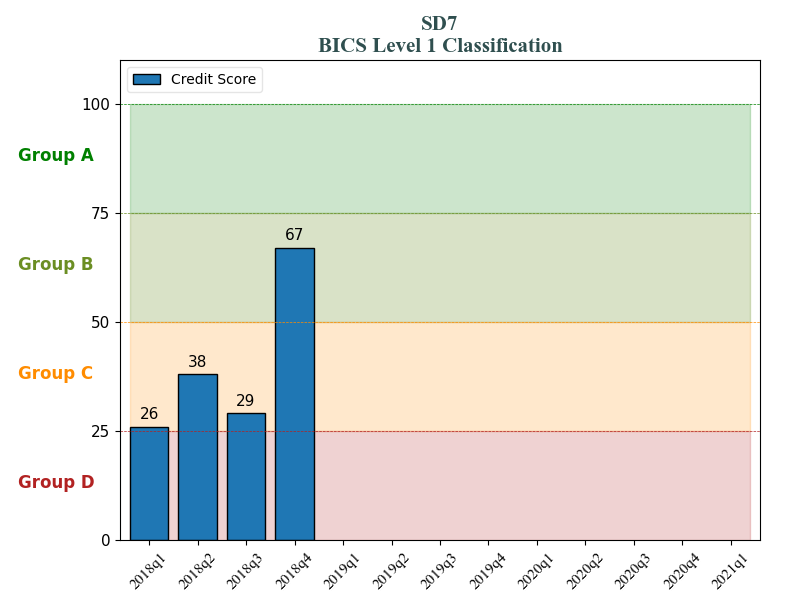 SD7
BICS Level 1 Classification
Credit Score
100
Group A
75
67
Group B
50
38
Group C
29
26
25
Group D
0
2018q1 2018q2 2018q3 2018q4 2019q1 2019q2 2019q3 2019q4 2020q1 2020q2 2020q3 2020q4 2021q1